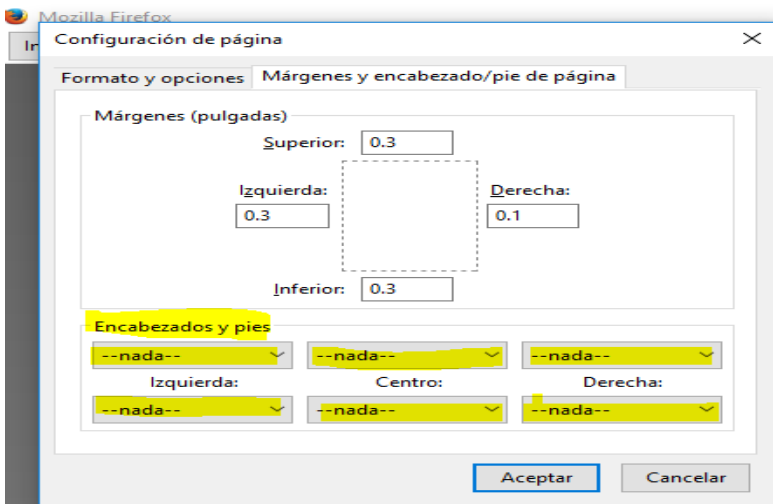 Mozilla Firefox
Configuración de página
Formato y opciones Márgenes y encabezado/pie de página
Márgenes (pulgadas)
Superior: 0.3
Izquierda: Derecha:
0.3 0.1
Inferior: 0.3
Encabezados y pies
--nada-- --nada-- --nada--
Izquierda: Centro: Derecha:
--nada-- --nada-- --nada--
Aceptar Cancelar